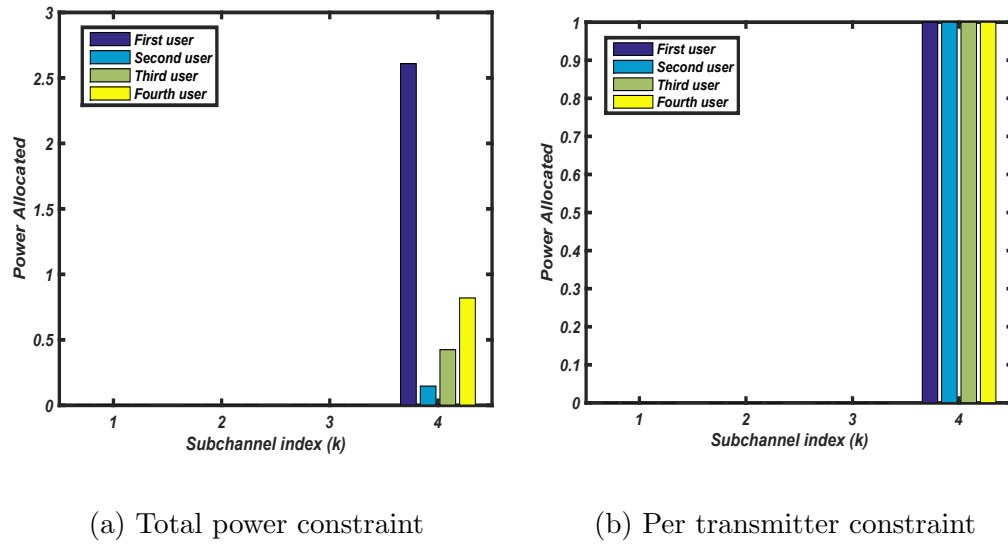 3
2.5
2
1.5
1
0.5
0
Power Allocated
First user
Second user
Third user
Fourth user
1 2 3 4
Subchannel index (k)
(a) Total power constraint
1
0.9
0.8
0.7
0.6
0.5
0.4
0.3
0.2
0.1
0
Power Allocated
First user
Second user
Third user
Fourth user
1 2 3 4
Subchannel index (k)
(b) Per transmitter constraint